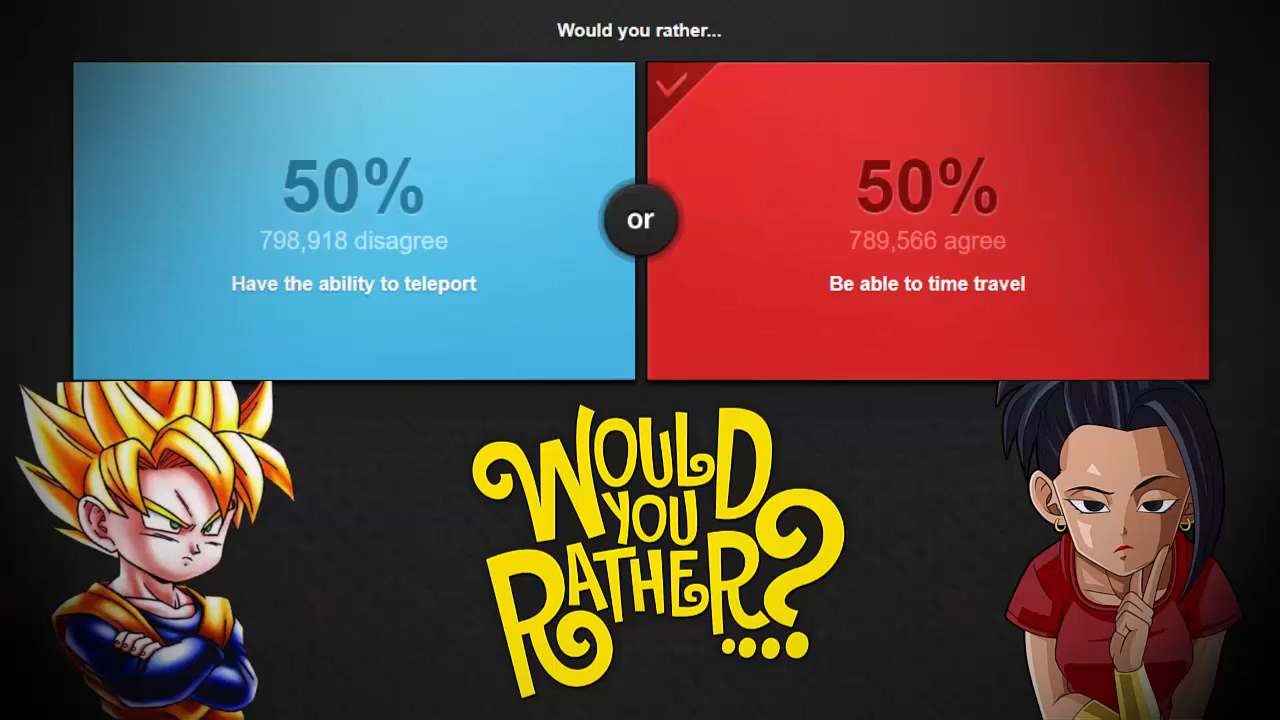 Would you rather...
50%
798,918 disagree
Have the ability to teleport
or
50%
789,566 agree
Be able to time travel
WOULD
YOU
RATHER...?